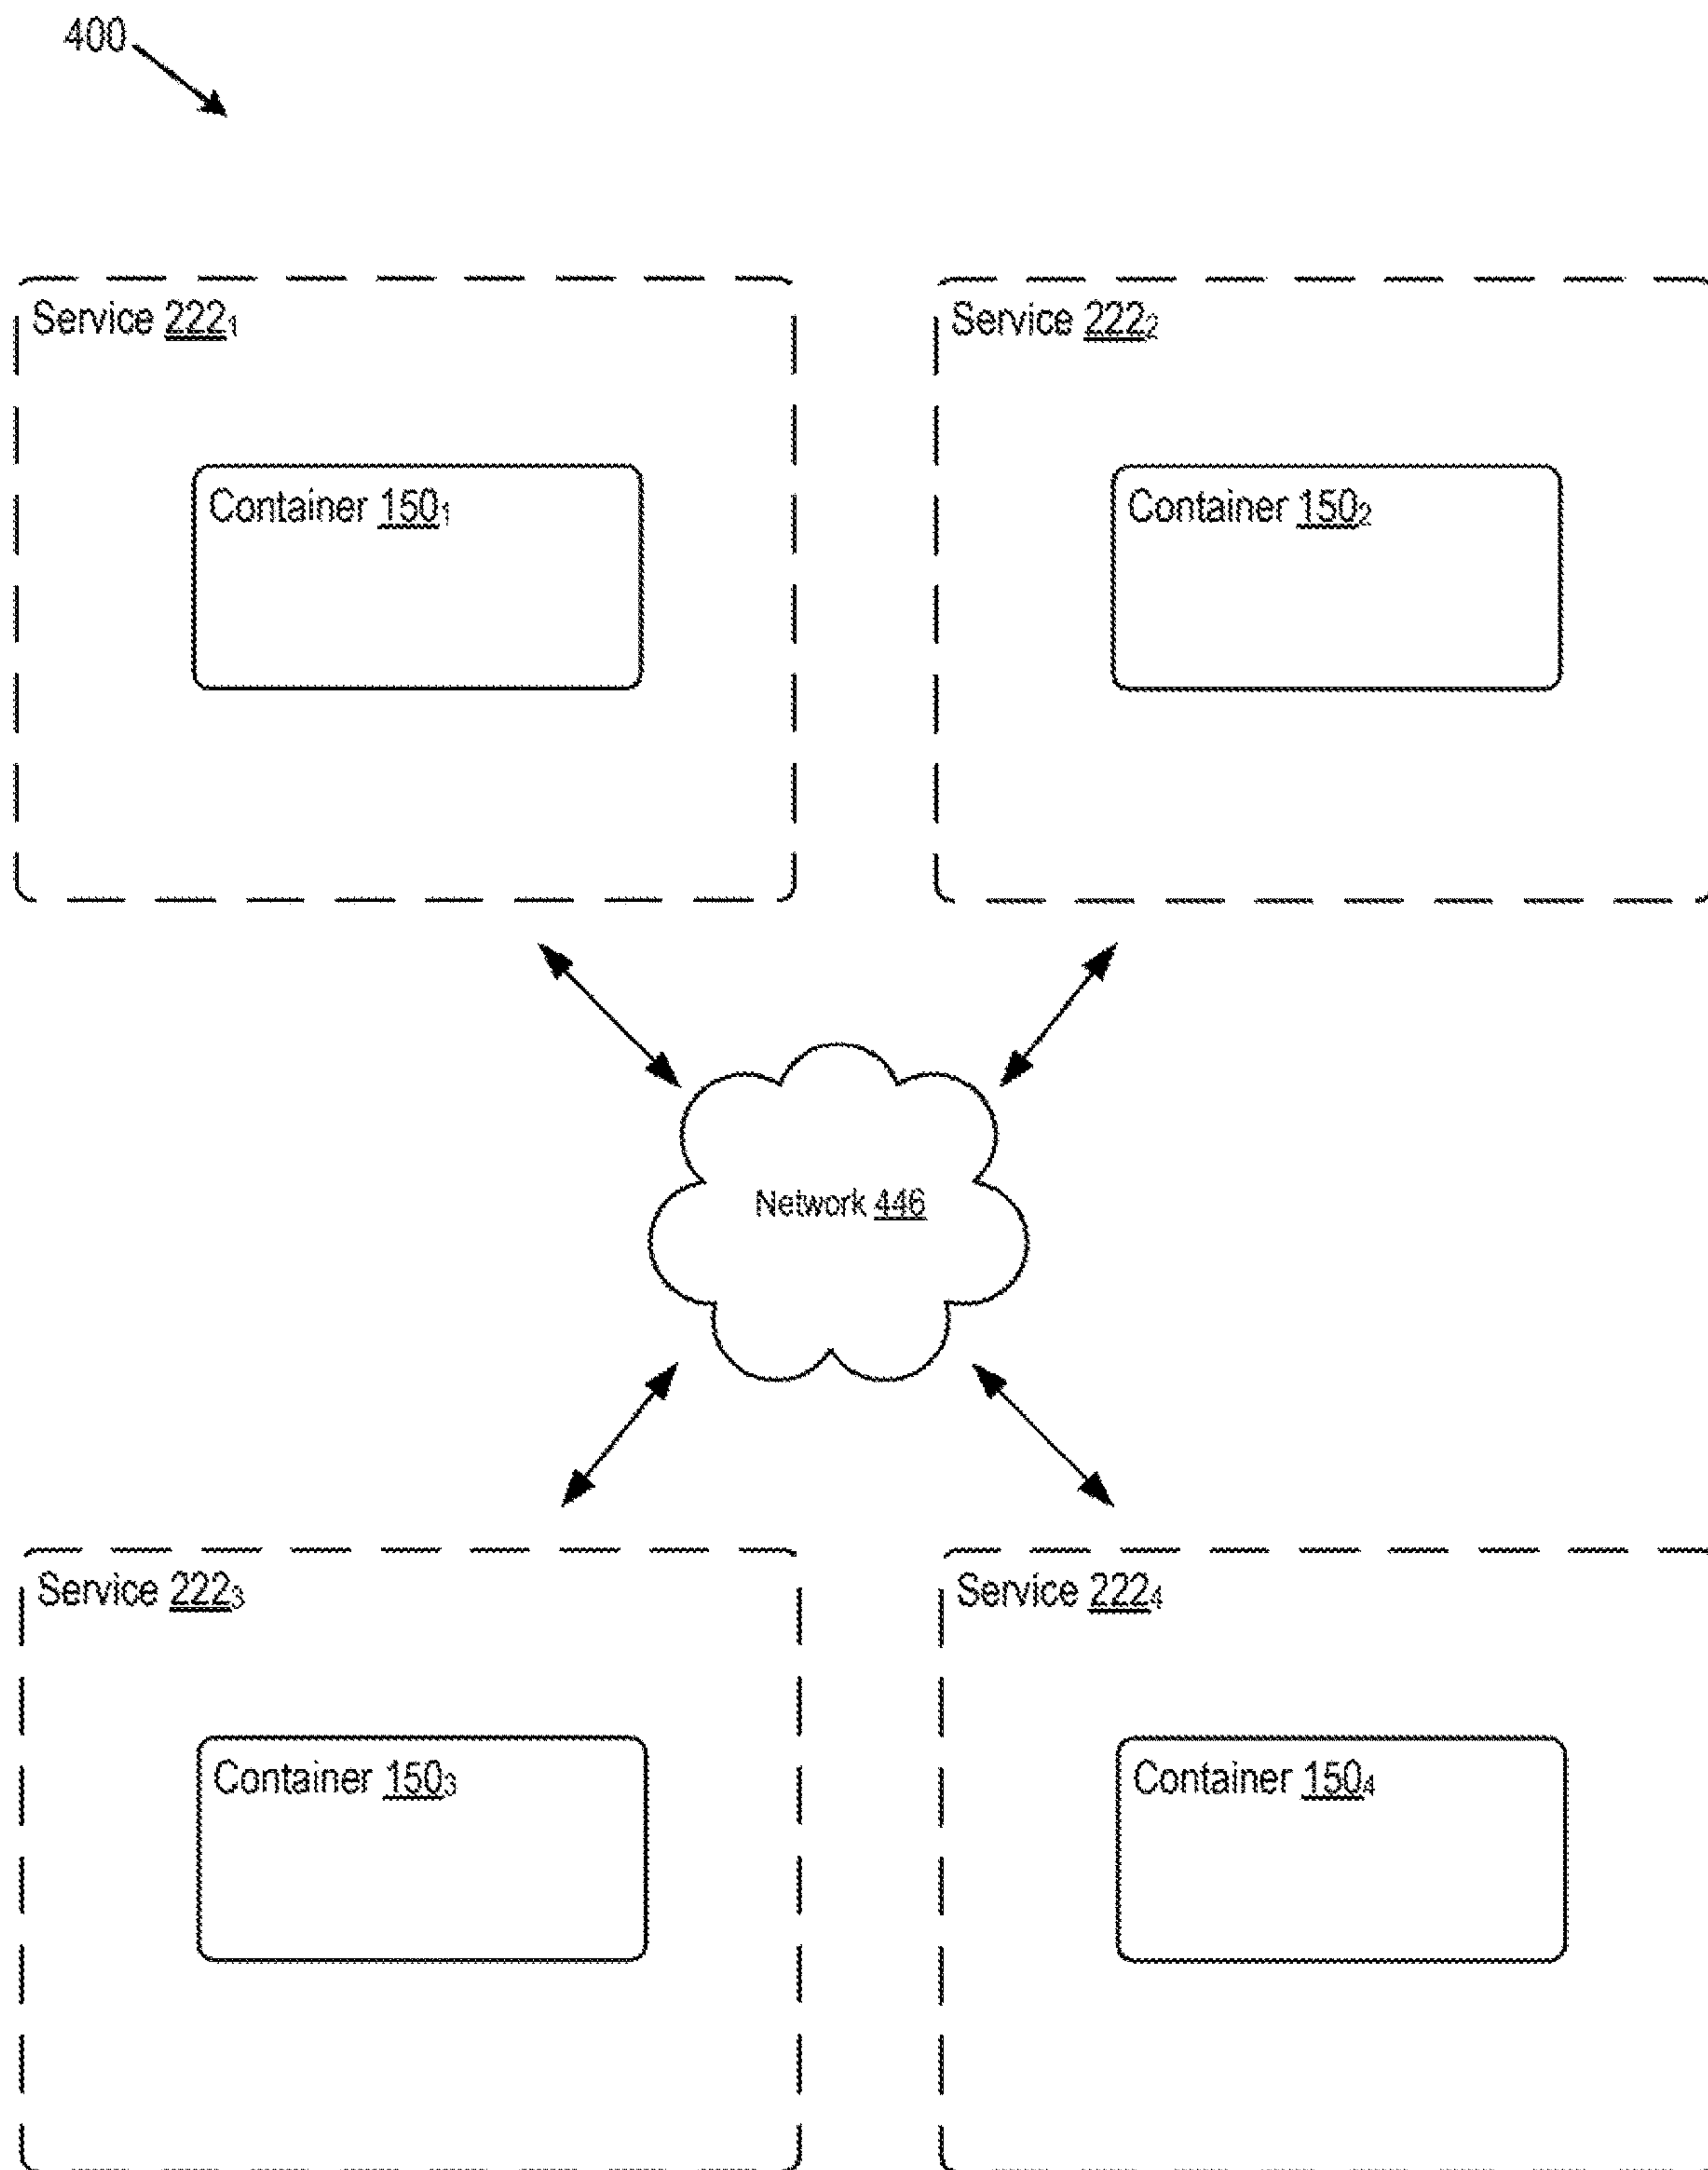 400
Service 222₁
Service 222₂
Container 150₁
Container 150₂
Network 446
Service 222₃
Service 222₄
Container 150₃
Container 150₄